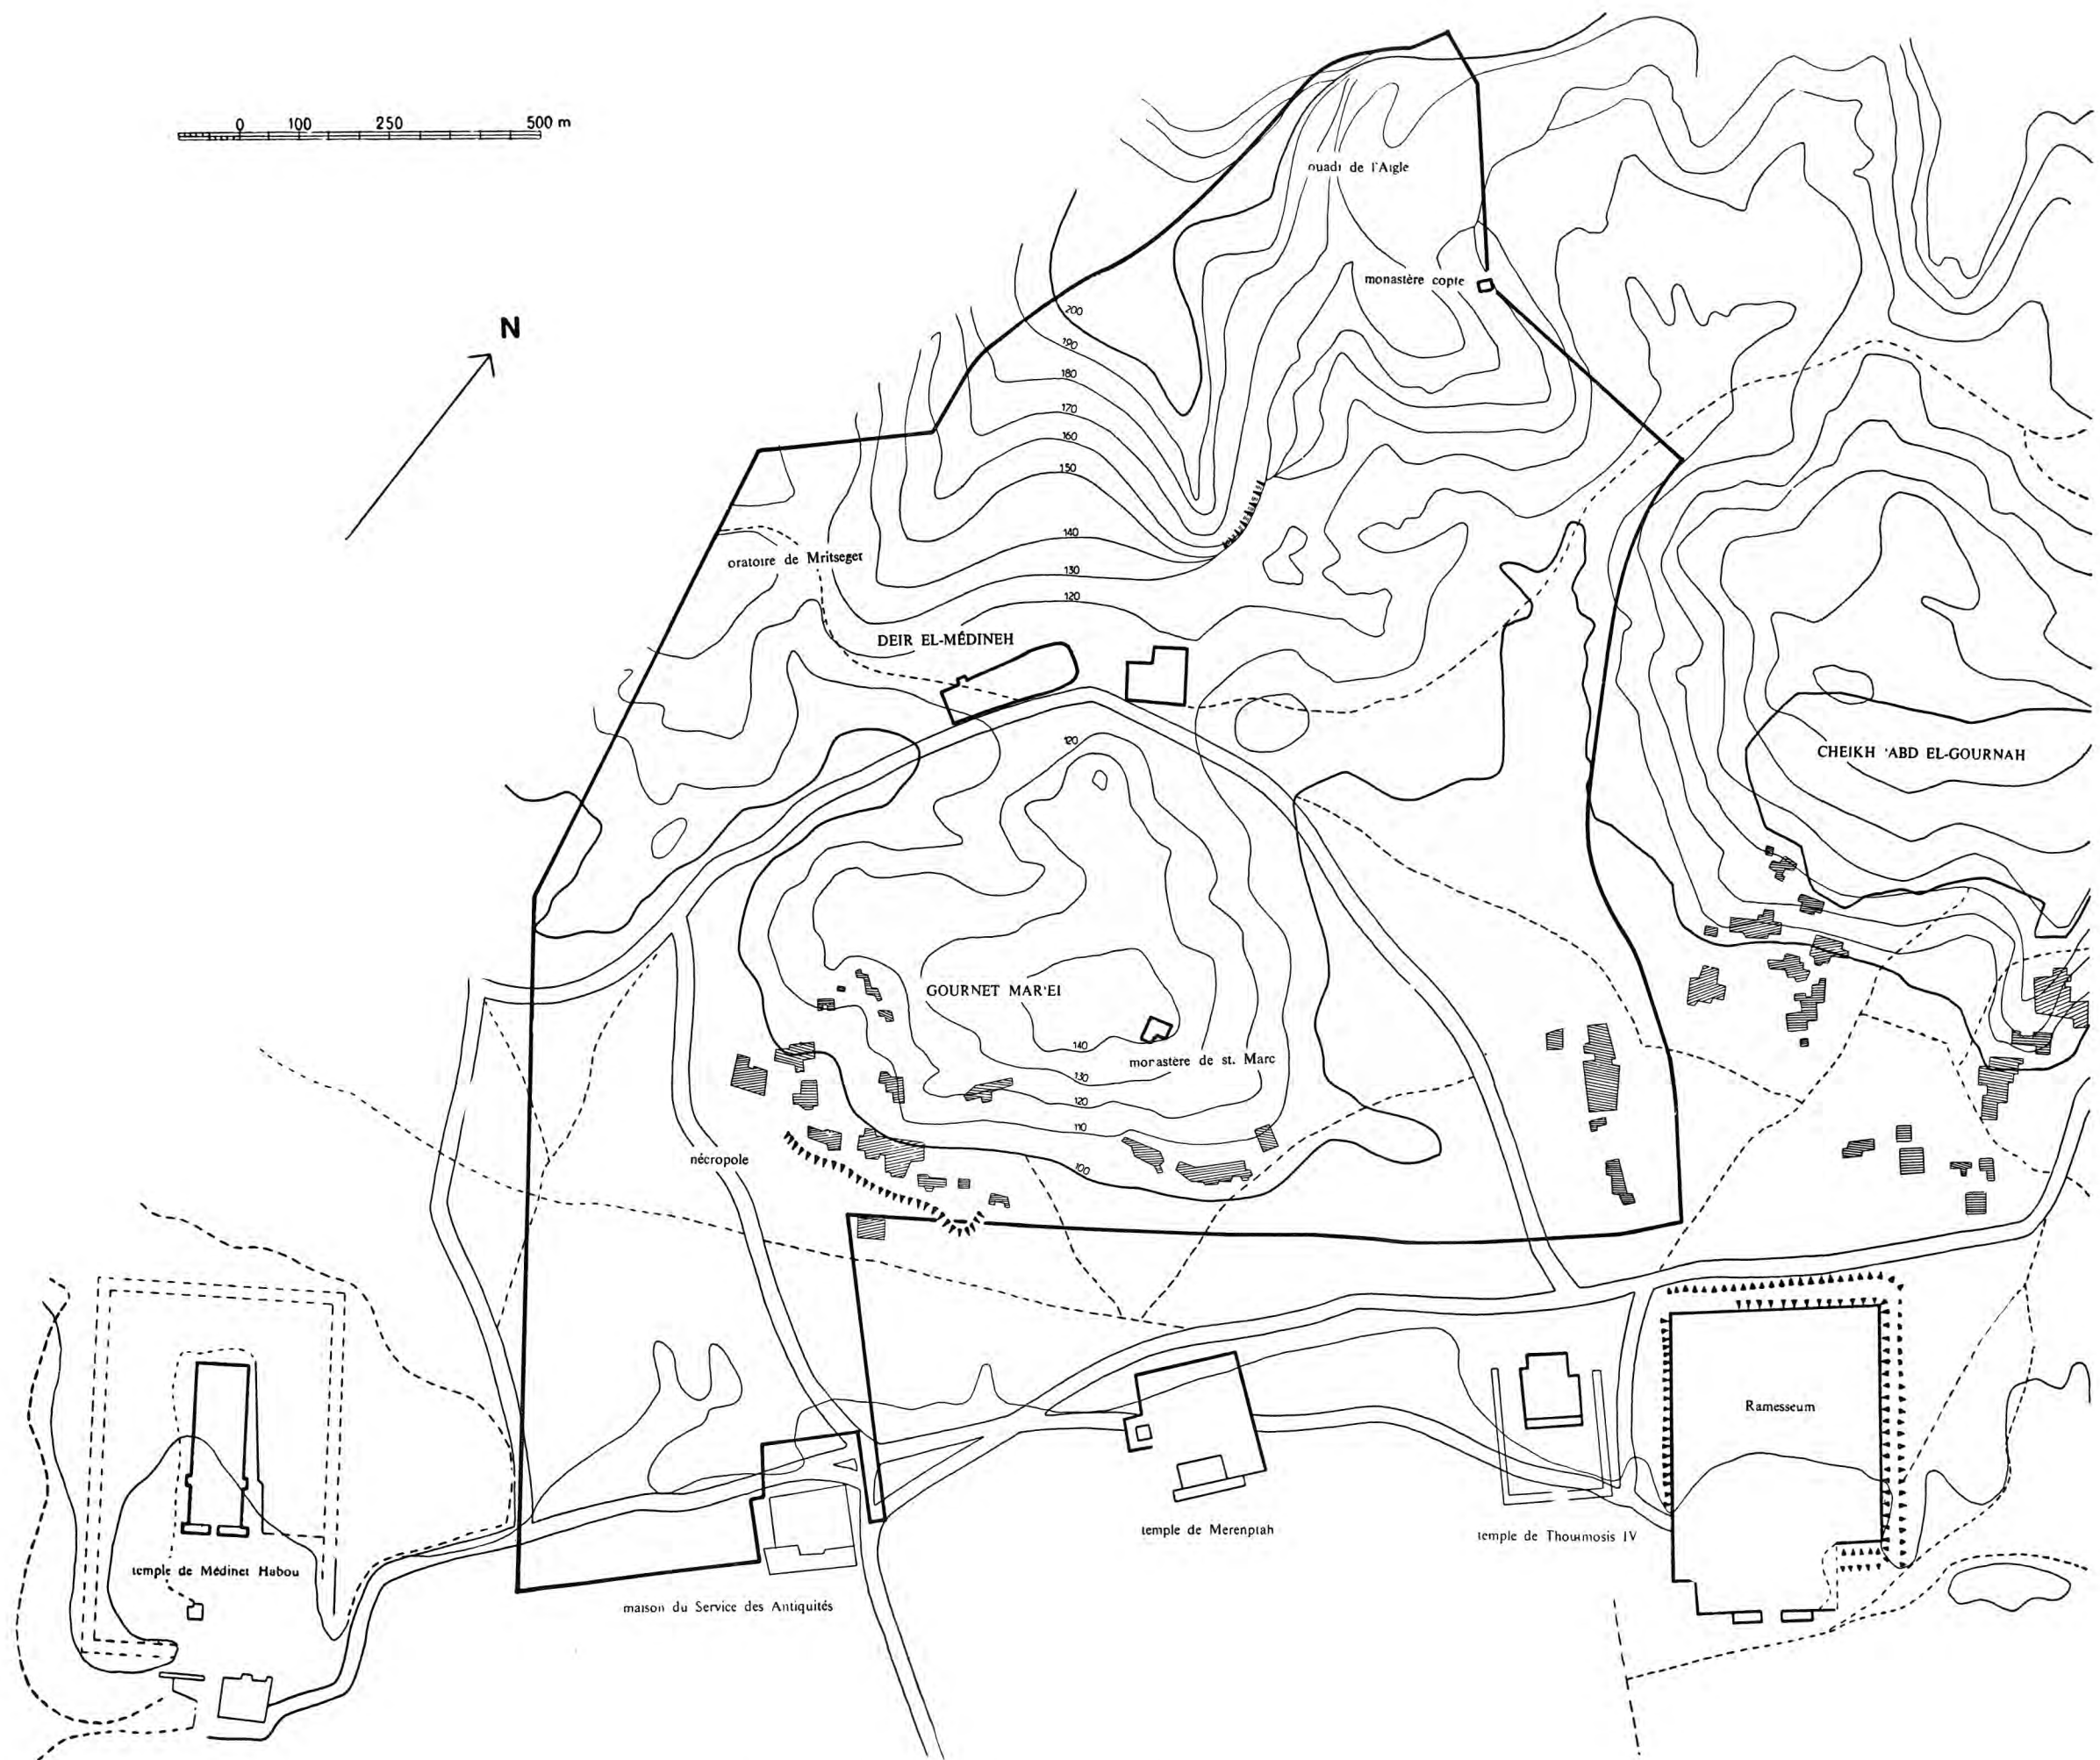 0 100 250 500 m
N
ouadi de l'Aigle
monastère copte
200
190
180
170
160
150
140
130
120
oratoire de Mritseget
DEIR EL-MÉDINEH
120
CHEIKH 'ABD EL-GOURNAH
GOURNET MAR'EI
140
morastère de st. Marc
130
120
110
100
nécropole
Ramesseum
temple de Merenptah
temple de Thoutmosis IV
temple de Médinet Habou
maison du Service des Antiquités